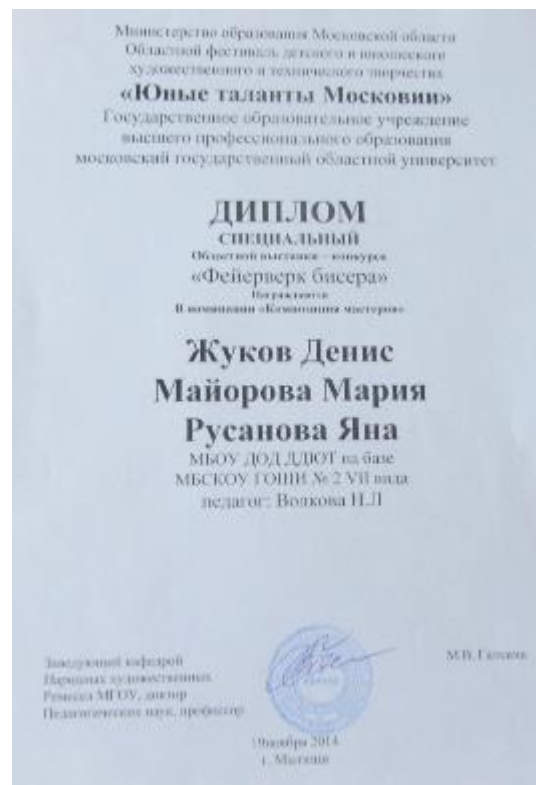 Министерство образования Московской области
Областной фестиваль детского и юношеского
художественного и технического творчества
«Юные таланты Московии»
Государственное образовательное учреждение
высшего профессионального образования
московский государственный областной университет
ДИПЛОМ
СПЕЦИАЛЬНЫЙ
Областной выставки – конкурса
«Фейерверк бисера»
Награждается
В номинации «Компания мастеров»
Жуков Денис
Майорова Мария
Русанова Яна
МБОУ ДОД ДДЮТ на базе
МБСКОУ ГОШИ № 2 VII вида
педагог: Волкова Н.Л
Заведующий кафедрой
Народных художественных
Ремесел МГОУ, доктор
Педагогических наук, профессор
М.В.
ноября 2014
г. Мытищи